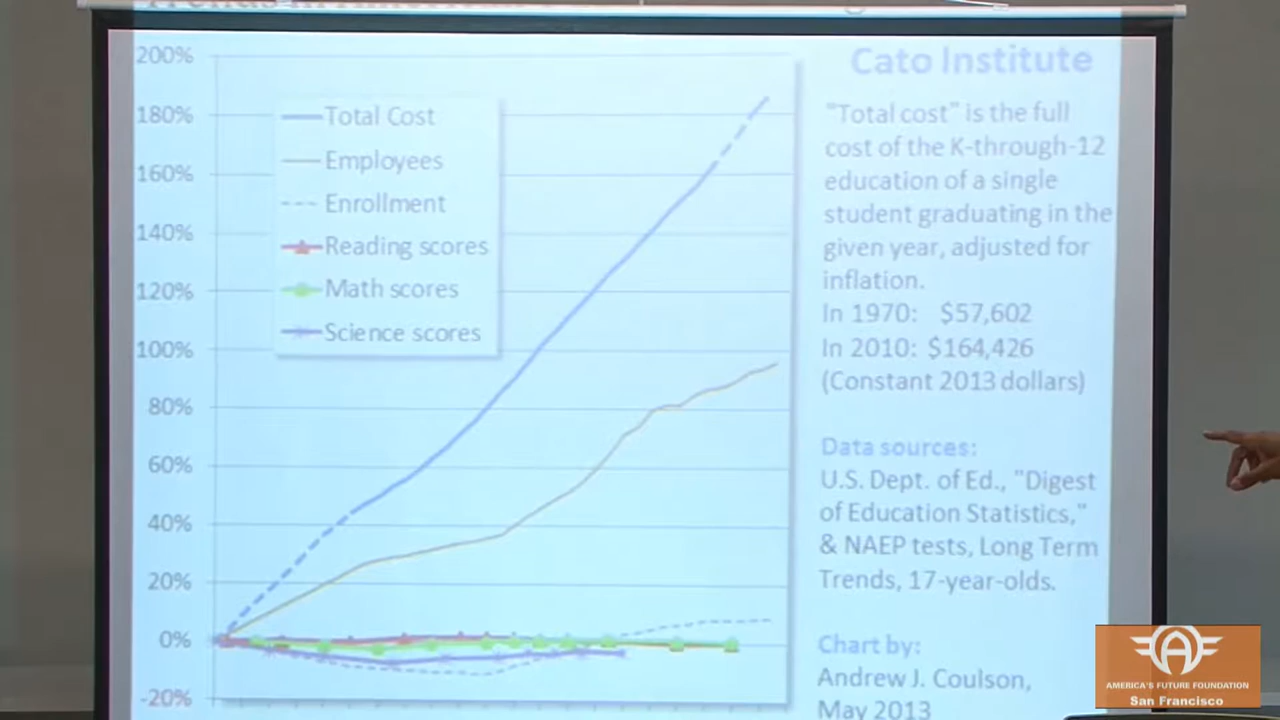 200%
180%
160%
140%
120%
100%
80%
60%
40%
20%
0%
-20%
Total Cost
Employees
Enrollment
Reading scores
Math scores
Science scores
Cato Institute
"Total cost" is the full
cost of the K-through-12
education of a single
student graduating in the
given year, adjusted for
inflation.
In 1970: $57,602
In 2010: $164,426
(Constant 2013 dollars)
Data sources:
U.S. Dept. of Ed., "Digest
of Education Statistics,"
& NAEP tests, Long Term
Trends, 17-year-olds.
Chart by:
Andrew J. Coulson,
May 2013
AMERICA'S FUTURE FOUNDATION
San Francisco